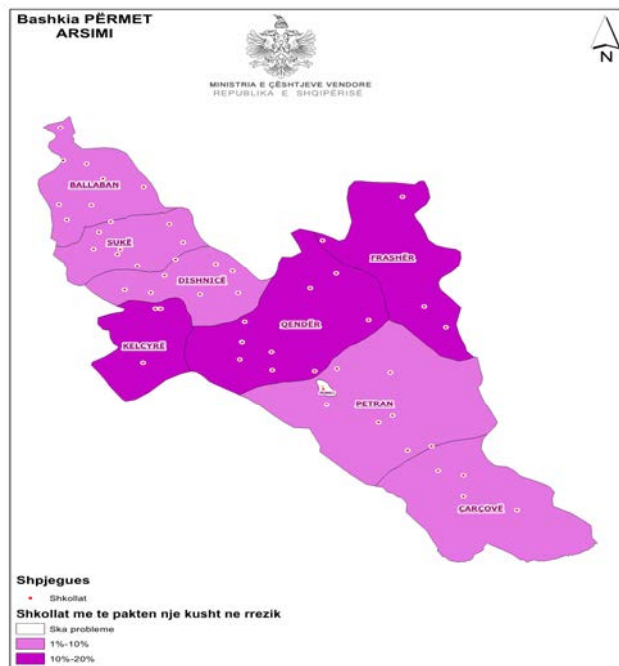 Bashkia PËRMET
ARSIMI
N
MINISTRIA E ÇËSHTJEVE VENDORE
REPUBLIKA E SHQIPËRISË
BALLABAN
SUKË
DISHNICË
FRASHËR
QENDËR
KELCYRË
PETRAN
ÇARÇOVË
Shpjegues
Shkollat
Shkollat me te pakten nje kusht ne rrezik
Ska probleme
1%-10%
10%-20%